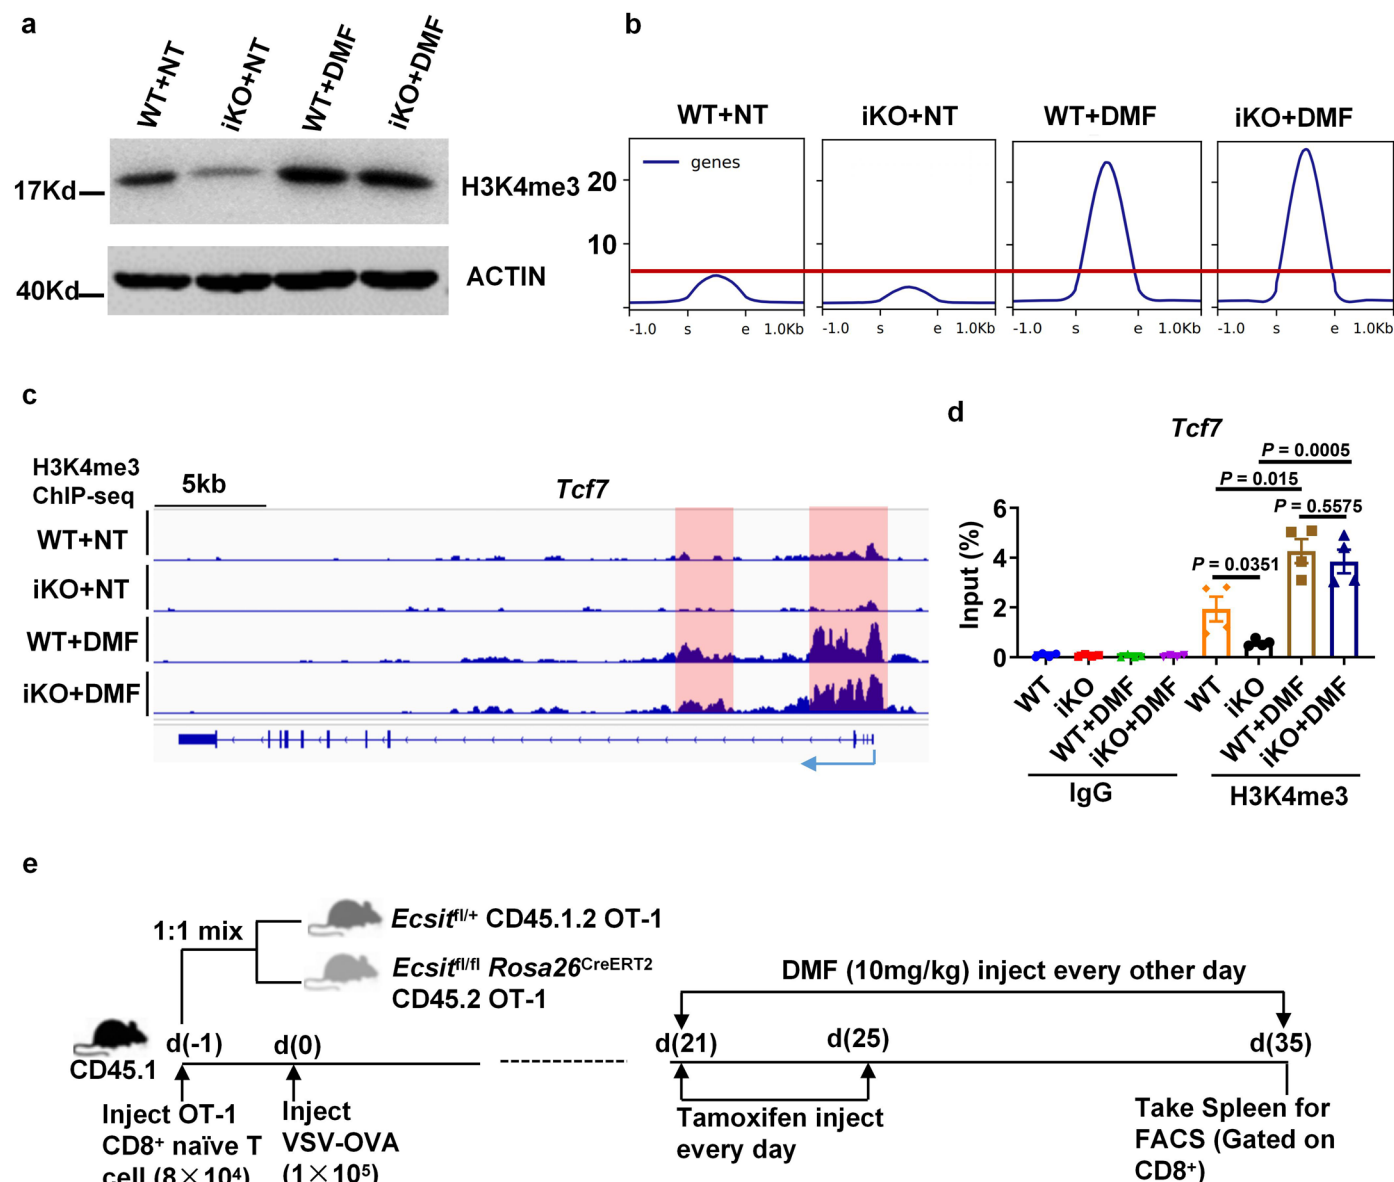 a
WT+NT
iKO+NT
WT+DMF
iKO+DMF
17Kd
H3K4me3
40Kd
ACTIN
b
WT+NT
iKO+NT
WT+DMF
iKO+DMF
genes
20
10
-1.0 s e 1.0Kb
-1.0 s e 1.0Kb
-1.0 s e 1.0Kb
-1.0 s e 1.0Kb
c
H3K4me3
ChIP-seq
5kb
Tcf7
WT+NT
iKO+NT
WT+DMF
iKO+DMF
d
Tcf7
P = 0.0005
P = 0.015
P = 0.5575
P = 0.0351
Input (%)
6
4
2
0
WT
iKO
WT+DMF
iKO+DMF
WT
iKO
WT+DMF
iKO+DMF
IgG
H3K4me3
e
1:1 mix
Ecsit^fl/+ CD45.1.2 OT-1
Ecsit^fl/fl Rosa26^CreERT2
CD45.2 OT-1
CD45.1
d(-1)
d(0)
Inject OT-1
CD8⁺ naïve T
cell (8×10⁴)
Inject
VSV-OVA
(1×10⁵)
DMF (10mg/kg) inject every other day
d(21)
d(25)
d(35)
Tamoxifen inject
every day
Take Spleen for
FACS (Gated on
CD8⁺)